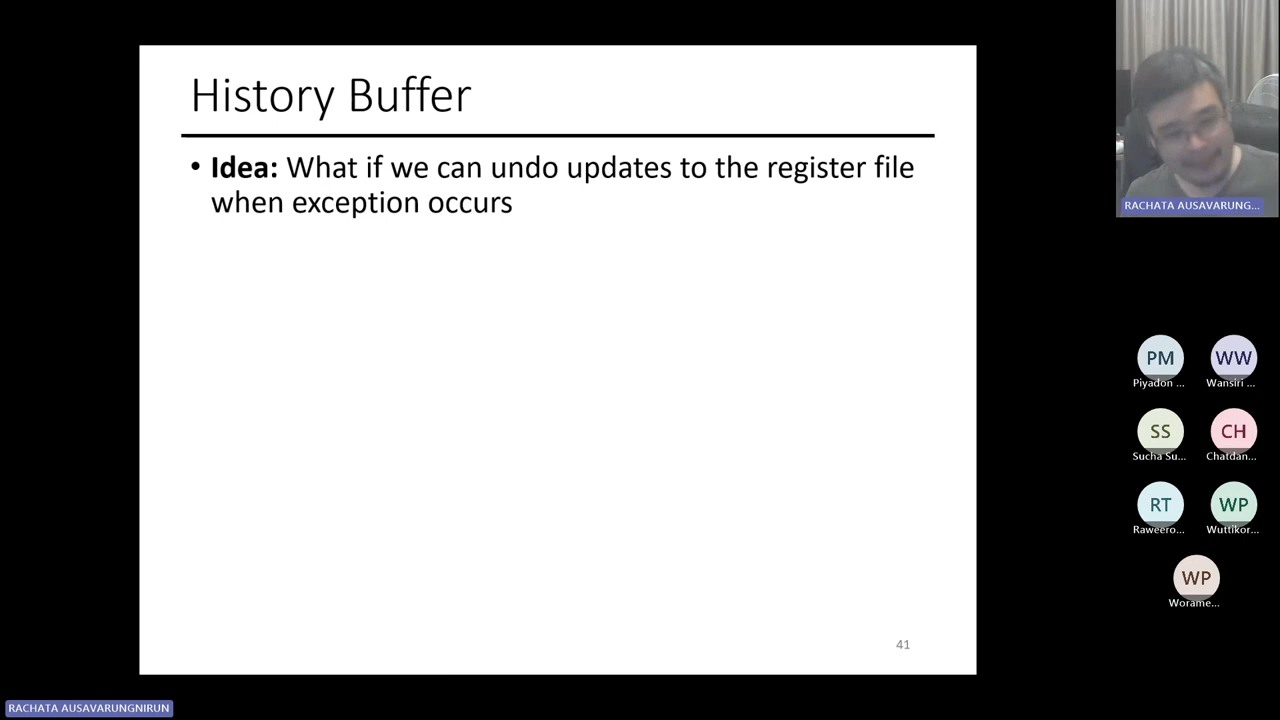 History Buffer
• Idea: What if we can undo updates to the register file
when exception occurs
41
RACHATA AUSAVARUNG...
PM
WW
Piyadon ...
Wansiri ...
SS
CH
Sucha Su...
Chatdan...
RT
WP
Raweero...
Wuttikor...
WP
Worame...
RACHATA AUSAVARUNGNIRUN